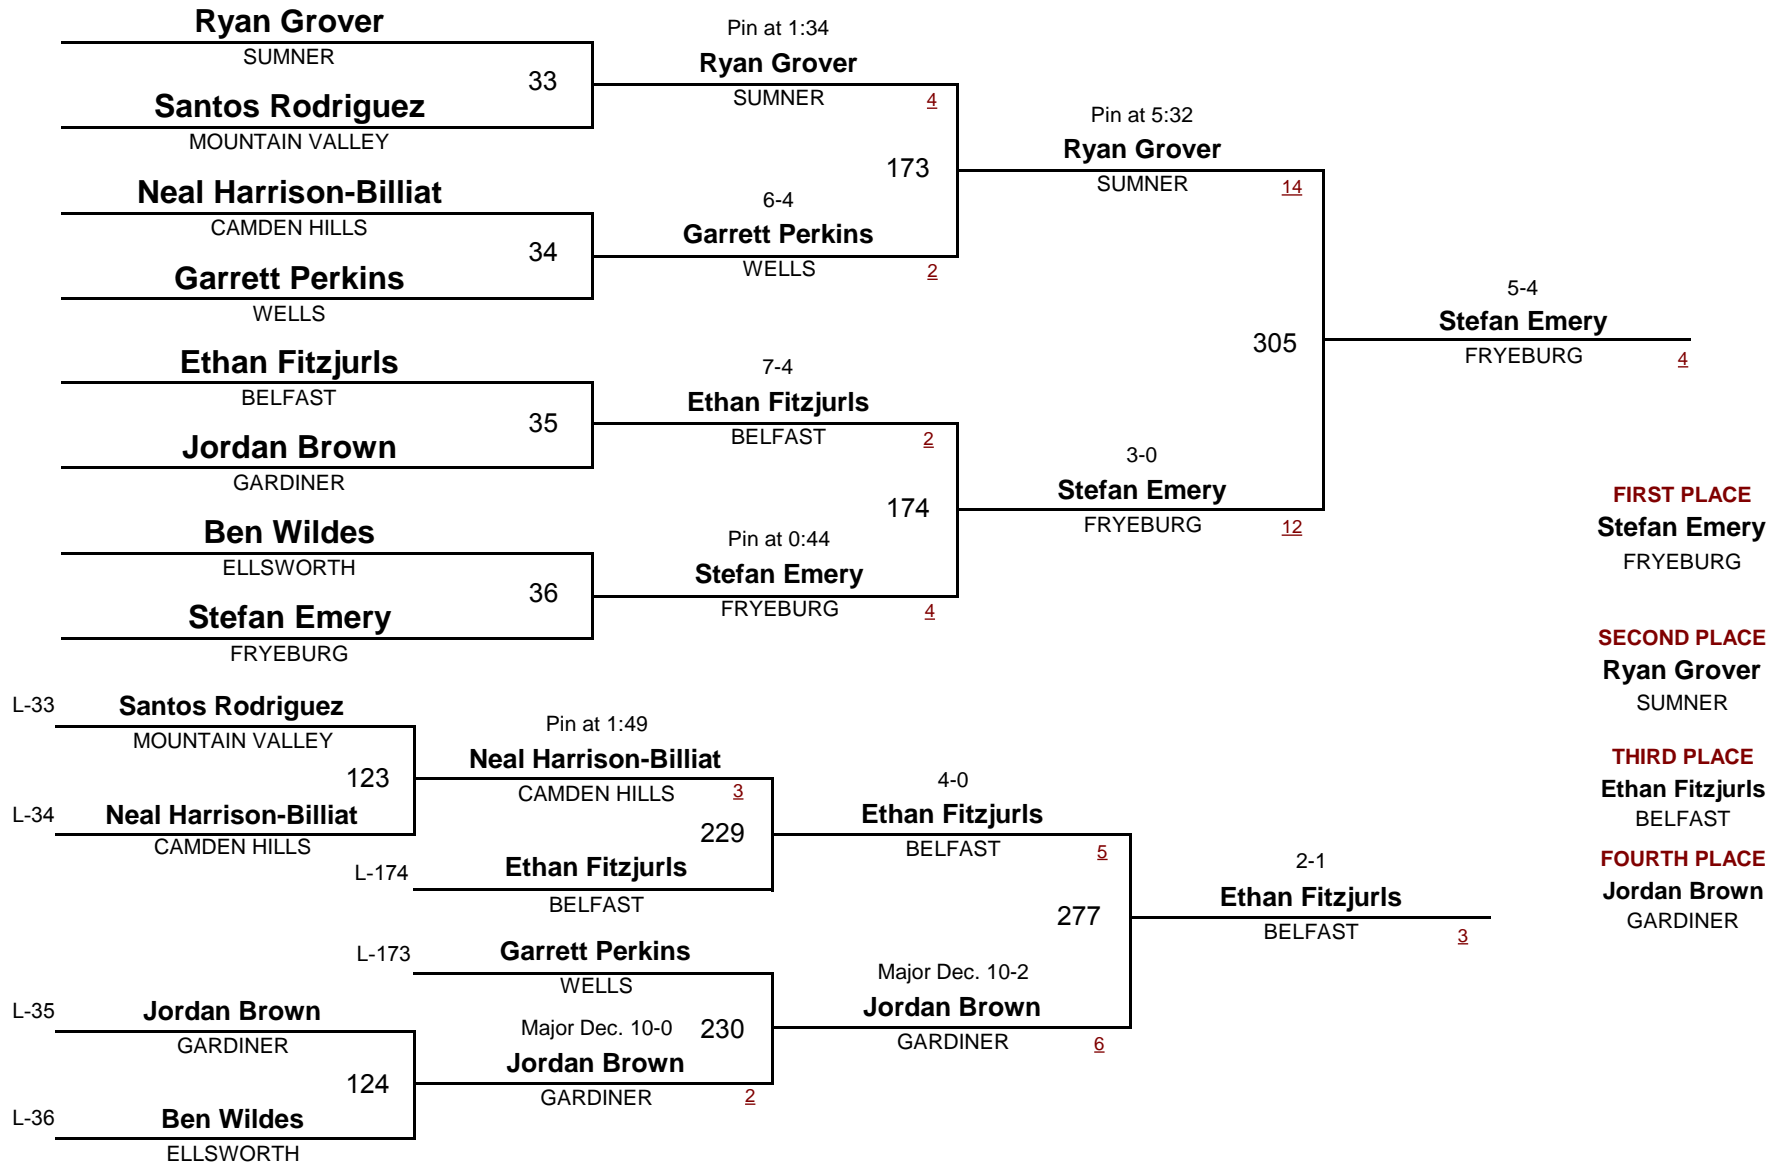 Ryan Grover
SUMNER
33
Santos Rodriguez
MOUNTAIN VALLEY
Neal Harrison-Billiat
CAMDEN HILLS
34
Garrett Perkins
WELLS
Ethan Fitzjurls
BELFAST
35
Jordan Brown
GARDINER
Ben Wildes
ELLSWORTH
36
Stefan Emery
FRYEBURG
Pin at 1:34
Ryan Grover
SUMNER 4
173
6-4
Garrett Perkins
WELLS 2
7-4
Ethan Fitzjurls
BELFAST 2
174
Pin at 0:44
Stefan Emery
FRYEBURG 4
Pin at 5:32
Ryan Grover
SUMNER 14
305
3-0
Stefan Emery
FRYEBURG 12
5-4
Stefan Emery
FRYEBURG 4
FIRST PLACE
Stefan Emery
FRYEBURG
SECOND PLACE
Ryan Grover
SUMNER
THIRD PLACE
Ethan Fitzjurls
BELFAST
FOURTH PLACE
Jordan Brown
GARDINER
L-33 Santos Rodriguez
MOUNTAIN VALLEY
123
L-34 Neal Harrison-Billiat
CAMDEN HILLS
Pin at 1:49
Neal Harrison-Billiat
CAMDEN HILLS 3
229
L-174 Ethan Fitzjurls
BELFAST
L-173 Garrett Perkins
WELLS
L-35 Jordan Brown
GARDINER
124
L-36 Ben Wildes
ELLSWORTH
Major Dec. 10-0 230
Jordan Brown
GARDINER 2
4-0
Ethan Fitzjurls
BELFAST 5
277
Major Dec. 10-2
Jordan Brown
GARDINER 6
2-1
Ethan Fitzjurls
BELFAST 3